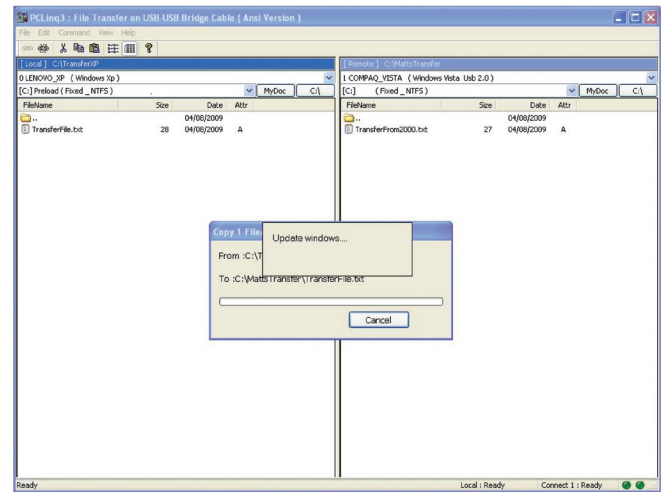 PCLinq3 : File Transfer on USB-USB Bridge Cable ( Ansi Version )
File Edit Command View Help
[ Local ] C:\TransferXP
[ Remote ] C:\MattsTransfer
0 LENOVO_XP ( Windows Xp )
1 COMPAQ_VISTA ( Windows Vista Usb 2.0 )
[C:] Preload ( Fixed _ NTFS ) MyDoc C:\
[C:] ( Fixed _ NTFS ) MyDoc C:\
FileName Size Date Attr
FileName Size Date Attr
.. 04/08/2009
.. 04/08/2009
TransferFile.txt 28 04/08/2009 A
TransferFrom2000.txt 27 04/08/2009 A
Copy 1 File
Update windows....
From :C:\T
To :C:\MattsTransfer\TransferFile.txt
Cancel
Ready
Local : Ready Connect 1 : Ready